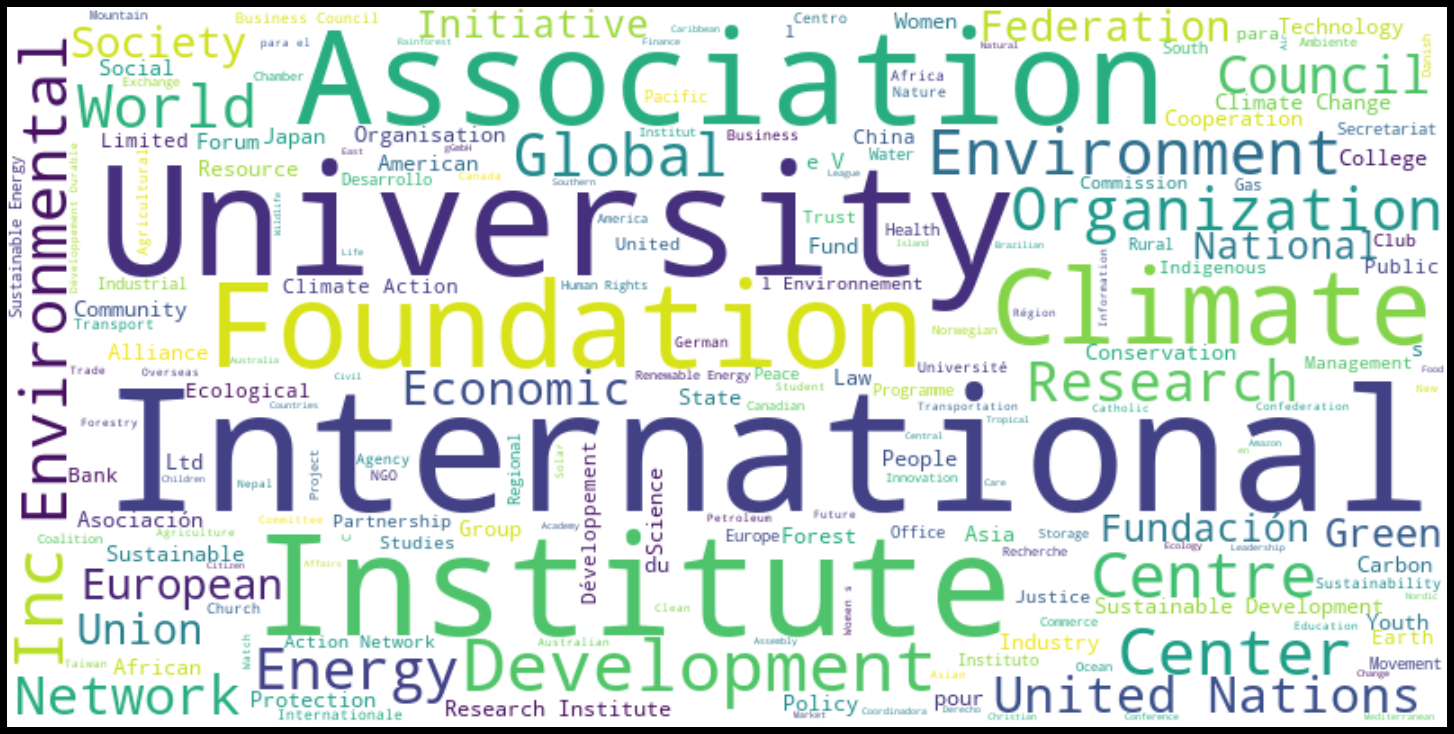 Mountain
Business Council
Initiative
Caribbean
Centro
l
Women
Federation
para
Technology
Society
para el
Rainforest
Finance
Association
Natural
South
Air
Ambiente
Danish
Social
Exchange
Chamber
Africa
Nature
Council
World
Pacific
Climate Change
Cooperation
Environmental
Limited
Forum
Japan
Organisation
Institut
Business
China
Environment
Secretariat
College
East
gGmbH
Global
Water
Resource
American
e V
League
Sustainable Energy
Développement Durable
Agricultural
Desarrollo
Canada
Southern
Commission
Gas
University
Wildlife
America
Trust
Health
Organization
Life
United
Fund
Island
Brazilian
Rural
National
Club
Industrial
Climate Action
Human Rights
l Environnement
Indigenous
Public
Information
Community
Foundation
Région
Climate
Transport
German
Norwegian
Alliance
Australia
Conservation
s
Trade
Overseas
Civil
Renewable Energy
Peace
Law
Université
Research
Management
Food
Ecological
Economic
State
Student
Programme
New
Countries
Canadian
Transportation
Catholic
Confederation
Forestry
International
Tropical
Central
Amazon
en
Bank
Ltd
Children
Nepal
Project
Agency
NGO
Regional
Solar
Développement
Science
du
People
Innovation
Care
Asociación
Committee
Partnership
Group
Academy
Petroleum
Future
Fundación
Green
Coalition
Agriculture
c
Studies
Europe
Forest
Office
Asia
Storage
Recherche
Ecology
Leadership
Sustainable
Citizen
Affairs
Institute
Carbon
Inc
European
Centre
Sustainability
Church
Clean
Women s
Justice
Sustainable Development
Nordic
Union
Commerce
Education
Youth
Action Network
Australian
Assembly
Industry
Center
Earth
Watch
Taiwan
African
Energy
Development
Asian
Instituto
Ocean
Movement
Change
Network
Protection
Internationale
Research Institute
Policy
Market
Coordinadora
pour
Derecho
Christian
United Nations
Conference
Mediterranean